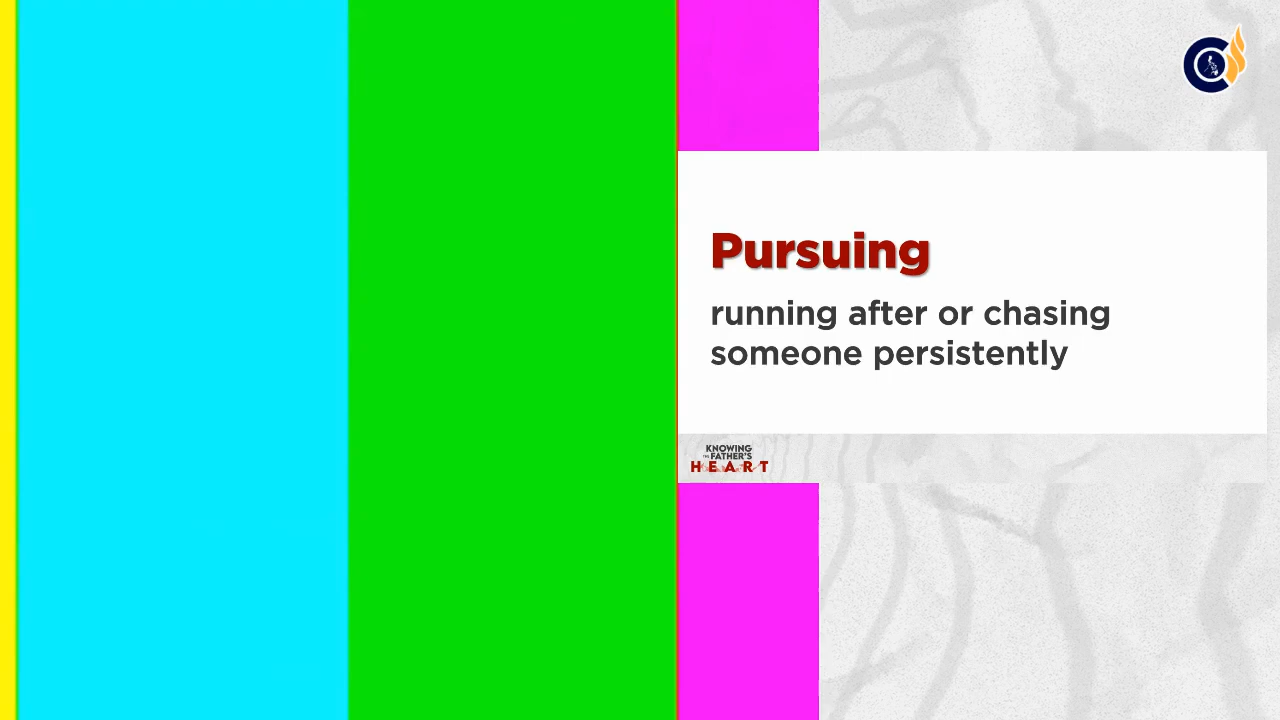 Pursuing
running after or chasing
someone persistently
KNOWING
THE FATHER'S
HEART